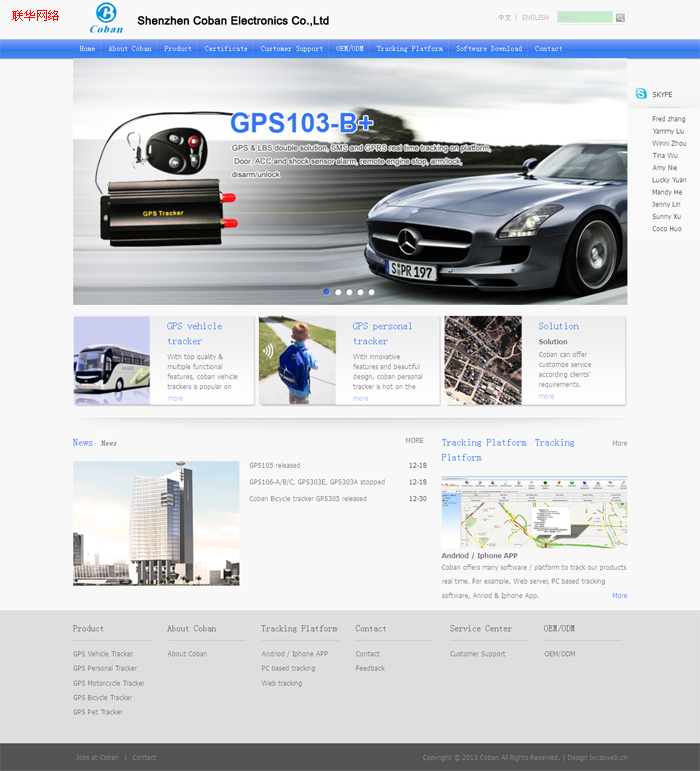 联华网络
Coban
Shenzhen Coban Electronics Co.,Ltd
中文 | ENGLISH
Home About Coban Product Certificate Customer Support OEM/ODM Tracking Platform Software Download Contact
SKYPE
Fred zhang
Yammy Liu
Winni Zhou
Tina Wu
Amy Nie
Lucky Yuan
Mandy He
Jenny Lin
Sunny Xu
Coco Huo
GPS103-B+
GPS & LBS double solution, SMS and GPRS real time tracking on platform,
Door ACC and shock sensor alarm, remote engine stop, arm/lock,
disarm/unlock
GPS Tracker
S PR 197
GPS vehicle
tracker
With top quality &
multiple functional
features, coban vehicle
trackers is popular on
more
GPS personal
tracker
With innovative
features and beautiful
design, coban personal
tracker is hot on the
more
Solution
Solution
Coban can offer
customize service
according clients'
requirements.
more
News News MORE
GPS105 released 12-18
GPS106-A/B/C, GPS303E, GPS303A stopped 12-18
Coban Bicycle tracker GPS305 released 12-30
Tracking Platform Tracking More
Platform
Andriod / Iphone APP
Coban offers many software / platform to track our products
real time. For example, Web server, PC based tracking
software, Anriod & Iphone App. More
Product About Coban Tracking Platform Contact Service Center OEM/ODM
GPS Vehicle Tracker About Coban Andriod / Iphone APP Contact Customer Support OEM/ODM
GPS Personal Tracker PC based tracking Feedback
GPS Motorcycle Tracker Web tracking
GPS Bicycle Tracker
GPS Pet Tracker
Jobs at Coban | Contact Copyright © 2013 Coban All Rights Reserved. | Design by:szweb.cn